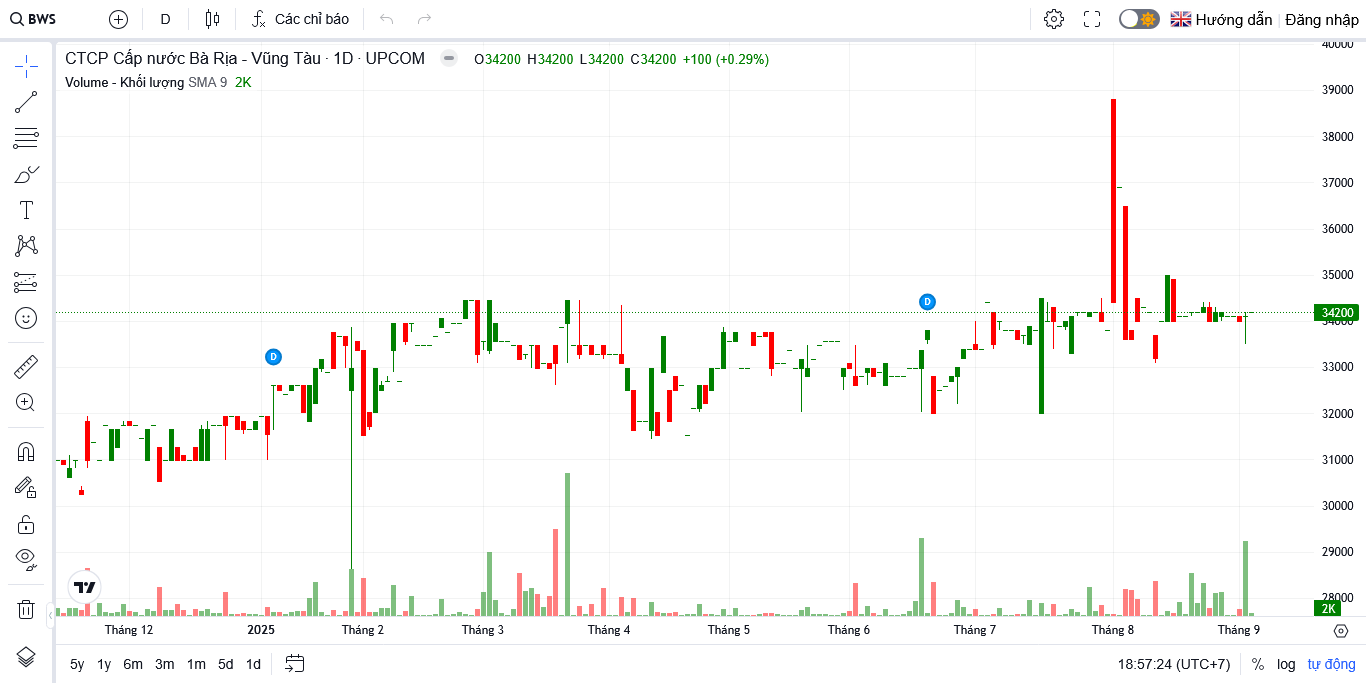 BWS D Các chỉ báo Hướng dẫn Đăng nhập
CTCP Cấp nước Bà Rịa - Vũng Tàu · 1D · UPCOM O34200 H34200 L34200 C34200 +100 (+0.29%)
Volume - Khối lượng SMA 9 2K
40000
39000
38000
37000
36000
35000
34200
34000
33000
32000
31000
30000
29000
28000
2K
D
D
Tháng 12 2025 Tháng 2 Tháng 3 Tháng 4 Tháng 5 Tháng 6 Tháng 7 Tháng 8 Tháng 9
5y 1y 6m 3m 1m 5d 1d 18:57:24 (UTC+7) % log tự động